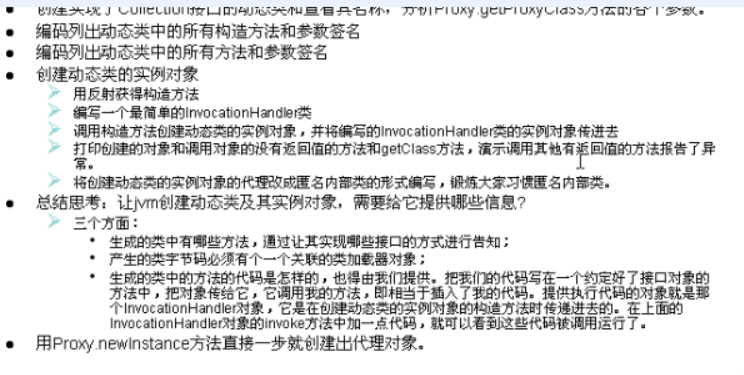 创建实现了Collection接口的动态类和查看其名称，分析Proxy.getProxyClass方法的各个参数。
编码列出动态类中的所有构造方法和参数签名
编码列出动态类中的所有方法和参数签名
创建动态类的实例对象
用反射获得构造方法
编写一个最简单的InvocationHandler类
调用构造方法创建动态类的实例对象，并将编写的InvocationHandler类的实例对象传进去
打印创建的对象和调用对象的没有返回值的方法和getClass方法，演示调用其他有返回值的方法报告了异
常。
将创建动态类的实例对象的代理改成匿名内部类的形式编写，锻炼大家习惯匿名内部类。
总结思考：让jvm创建动态类及其实例对象，需要给它提供哪些信息？
三个方面：
生成的类中有哪些方法，通过让其实现哪些接口的方式进行告知；
产生的类字节码必须有个一个关联的类加载器对象；
生成的类中的方法的代码是怎样的，也得由我们提供。把我们的代码写在一个约定好了接口对象的
方法中，把对象传给它，它调用我的方法，即相当于插入了我的代码。提供执行代码的对象就是那
个InvocationHandler对象，它是在创建动态类的实例对象的构造方法时传递进去的。在上面的
InvocationHandler对象的invoke方法中加一点代码，就可以看到这些代码被调用运行了。
用Proxy.newInstance方法直接一步就创建出代理对象。